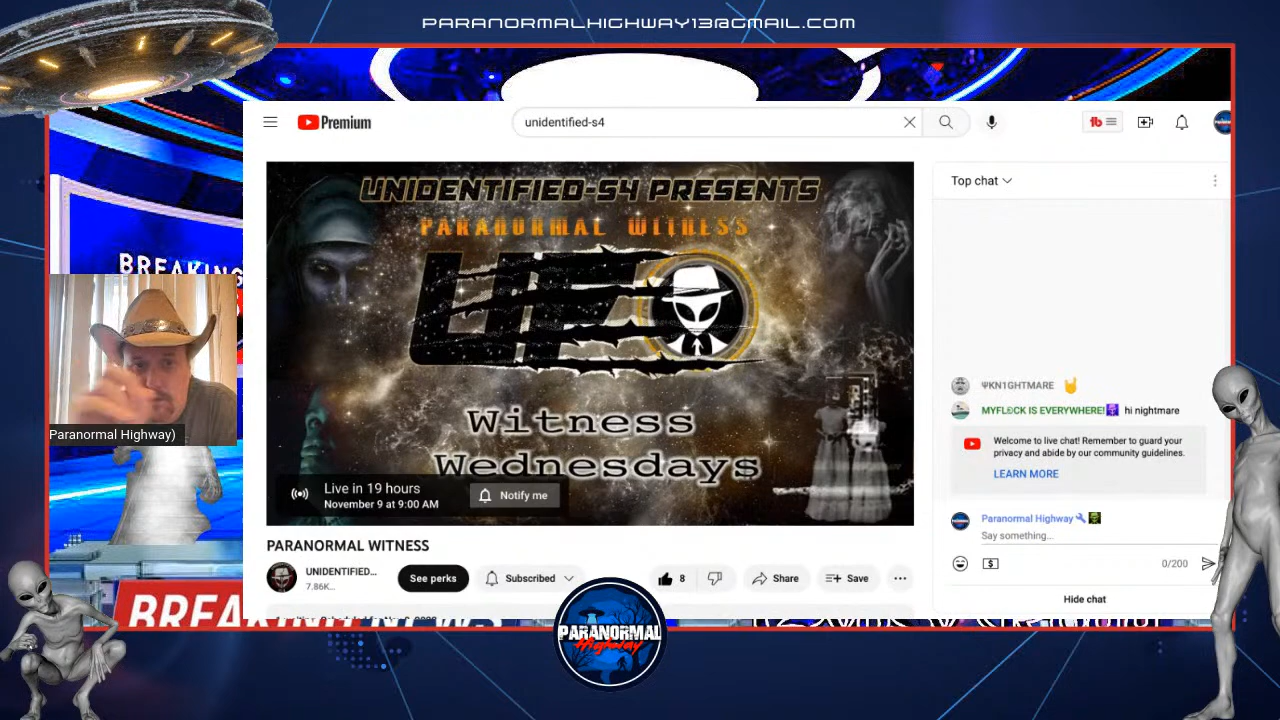 PARANORMALHIGHWAY13@GMAIL.COM
Premium
unidentified-s4
UNIDENTIFIED-S4 PRESENTS
PARANORMAL WITNESS
UFO
Witness
Wednesdays
Live in 19 hours
November 9 at 9:00 AM
Notify me
PARANORMAL WITNESS
UNIDENTIFIED...
7.86K...
See perks
Subscribed
8
Share
Save
Top chat
ΨKN1GHTMARE
MYFLØCK IS EVERYWHERE! hi nightmare
Welcome to live chat! Remember to guard your
privacy and abide by our community guidelines.
LEARN MORE
Paranormal Highway
Say something...
0/200
Hide chat
BREAKING
Paranormal Highway)
BREA
PARANORMAL
Highway